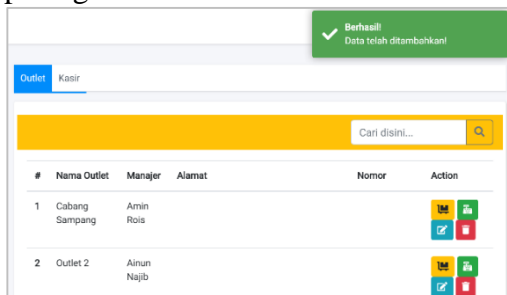 Berhasil!
Data telah ditambahkan!
Outlet Kasir
Cari disini...
# Nama Outlet Manajer Alamat Nomor Action
1 Cabang Sampang Amin Rois
2 Outlet 2 Ainun Najib